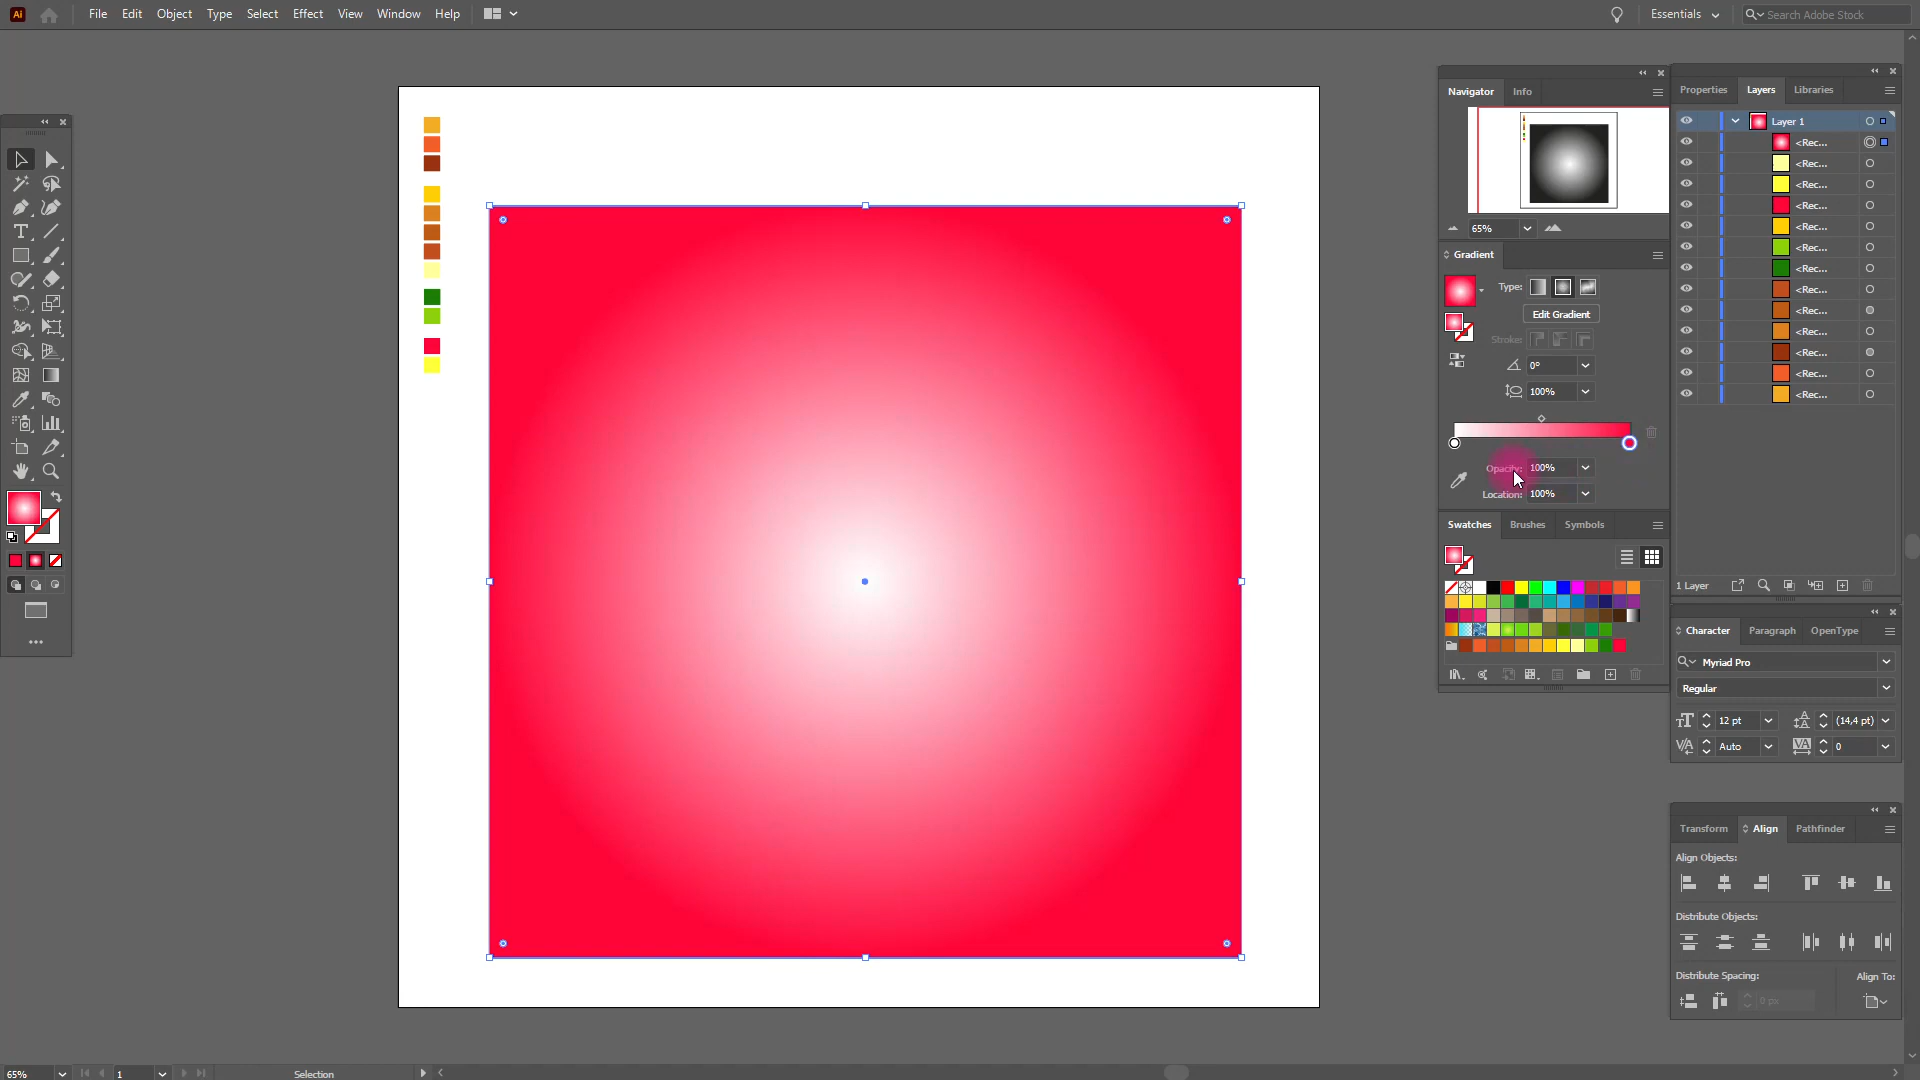 Ai File Edit Object Type Select Effect View Window Help Essentials Search Adobe Stock
Navigator Info
65%
Gradient
Type:
Edit Gradient
Stroke:
0°
100%
Opacity: 100%
Location: 100%
Swatches Brushes Symbols
Properties Layers Libraries
Layer 1
<Rec...
<Rec...
<Rec...
<Rec...
<Rec...
<Rec...
<Rec...
<Rec...
<Rec...
<Rec...
<Rec...
<Rec...
<Rec...
1 Layer
Character Paragraph OpenType
Myriad Pro
Regular
12 pt (14,4 pt)
Auto 0
Transform Align Pathfinder
Align Objects:
Distribute Objects:
Distribute Spacing: Align To:
0 px
65% 1 Selection